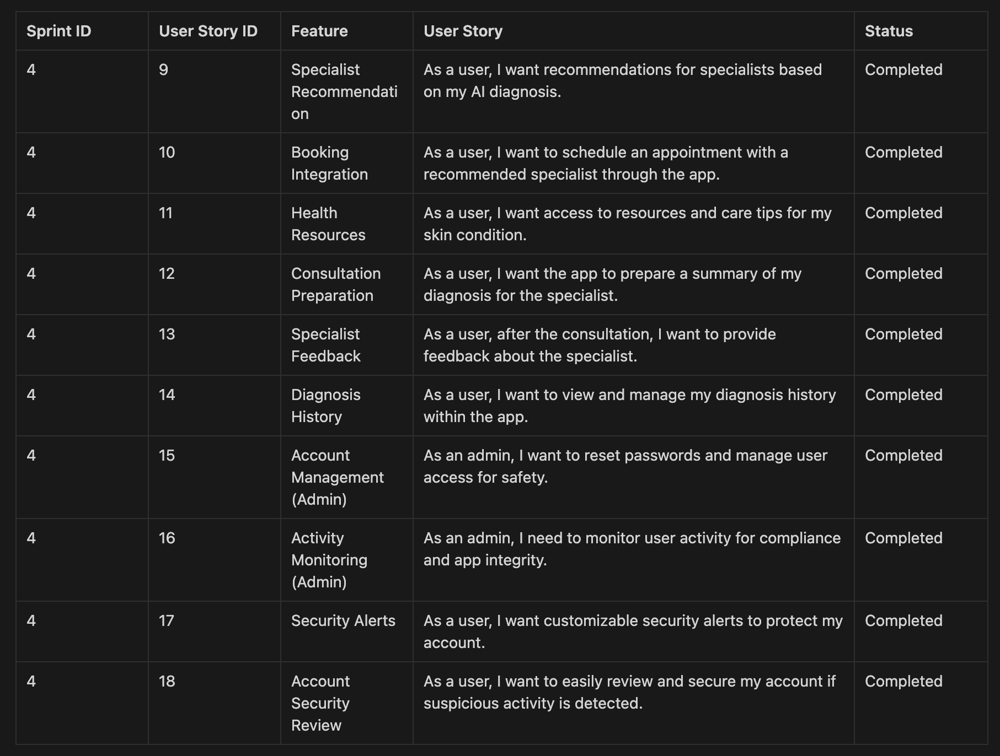 Sprint ID User Story ID Feature User Story Status
4 9 Specialist As a user, I want recommendations for specialists based Completed
Recommendati on my AI diagnosis.
on
4 10 Booking As a user, I want to schedule an appointment with a Completed
Integration recommended specialist through the app.
4 11 Health As a user, I want access to resources and care tips for my Completed
Resources skin condition.
4 12 Consultation As a user, I want the app to prepare a summary of my Completed
Preparation diagnosis for the specialist.
4 13 Specialist As a user, after the consultation, I want to provide Completed
Feedback feedback about the specialist.
4 14 Diagnosis As a user, I want to view and manage my diagnosis history Completed
History within the app.
4 15 Account As an admin, I want to reset passwords and manage user Completed
Management access for safety.
(Admin)
4 16 Activity As an admin, I need to monitor user activity for compliance Completed
Monitoring and app integrity.
(Admin)
4 17 Security Alerts As a user, I want customizable security alerts to protect my Completed
account.
4 18 Account As a user, I want to easily review and secure my account if Completed
Security suspicious activity is detected.
Review